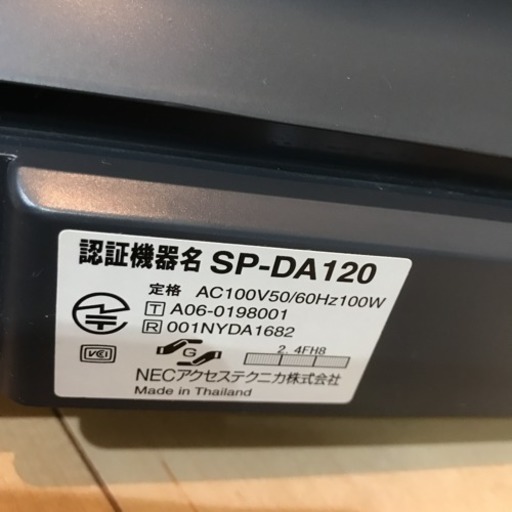 認証機器名 SP-DA120
定格 AC100V50/60Hz100W
T A06-0198001
R 001NYDA1682
VCI G 2.4FH8
NECアクセステクニカ株式会社
Made in Thailand